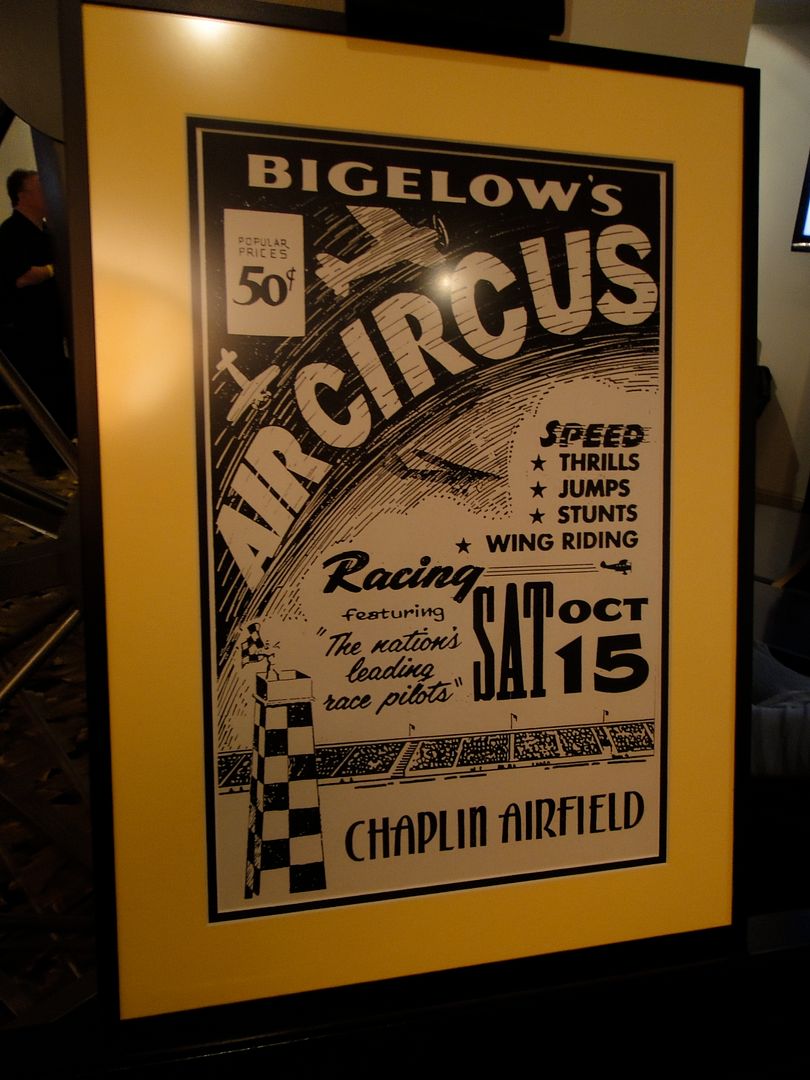 BIGELOW'S
POPULAR
PRICES
50¢
AIR CIRCUS
SPEED
★ THRILLS
★ JUMPS
★ STUNTS
★ WING RIDING
Racing
featuring
"The nation's
leading
race pilots"
SAT OCT
15
CHAPLIN AIRFIELD